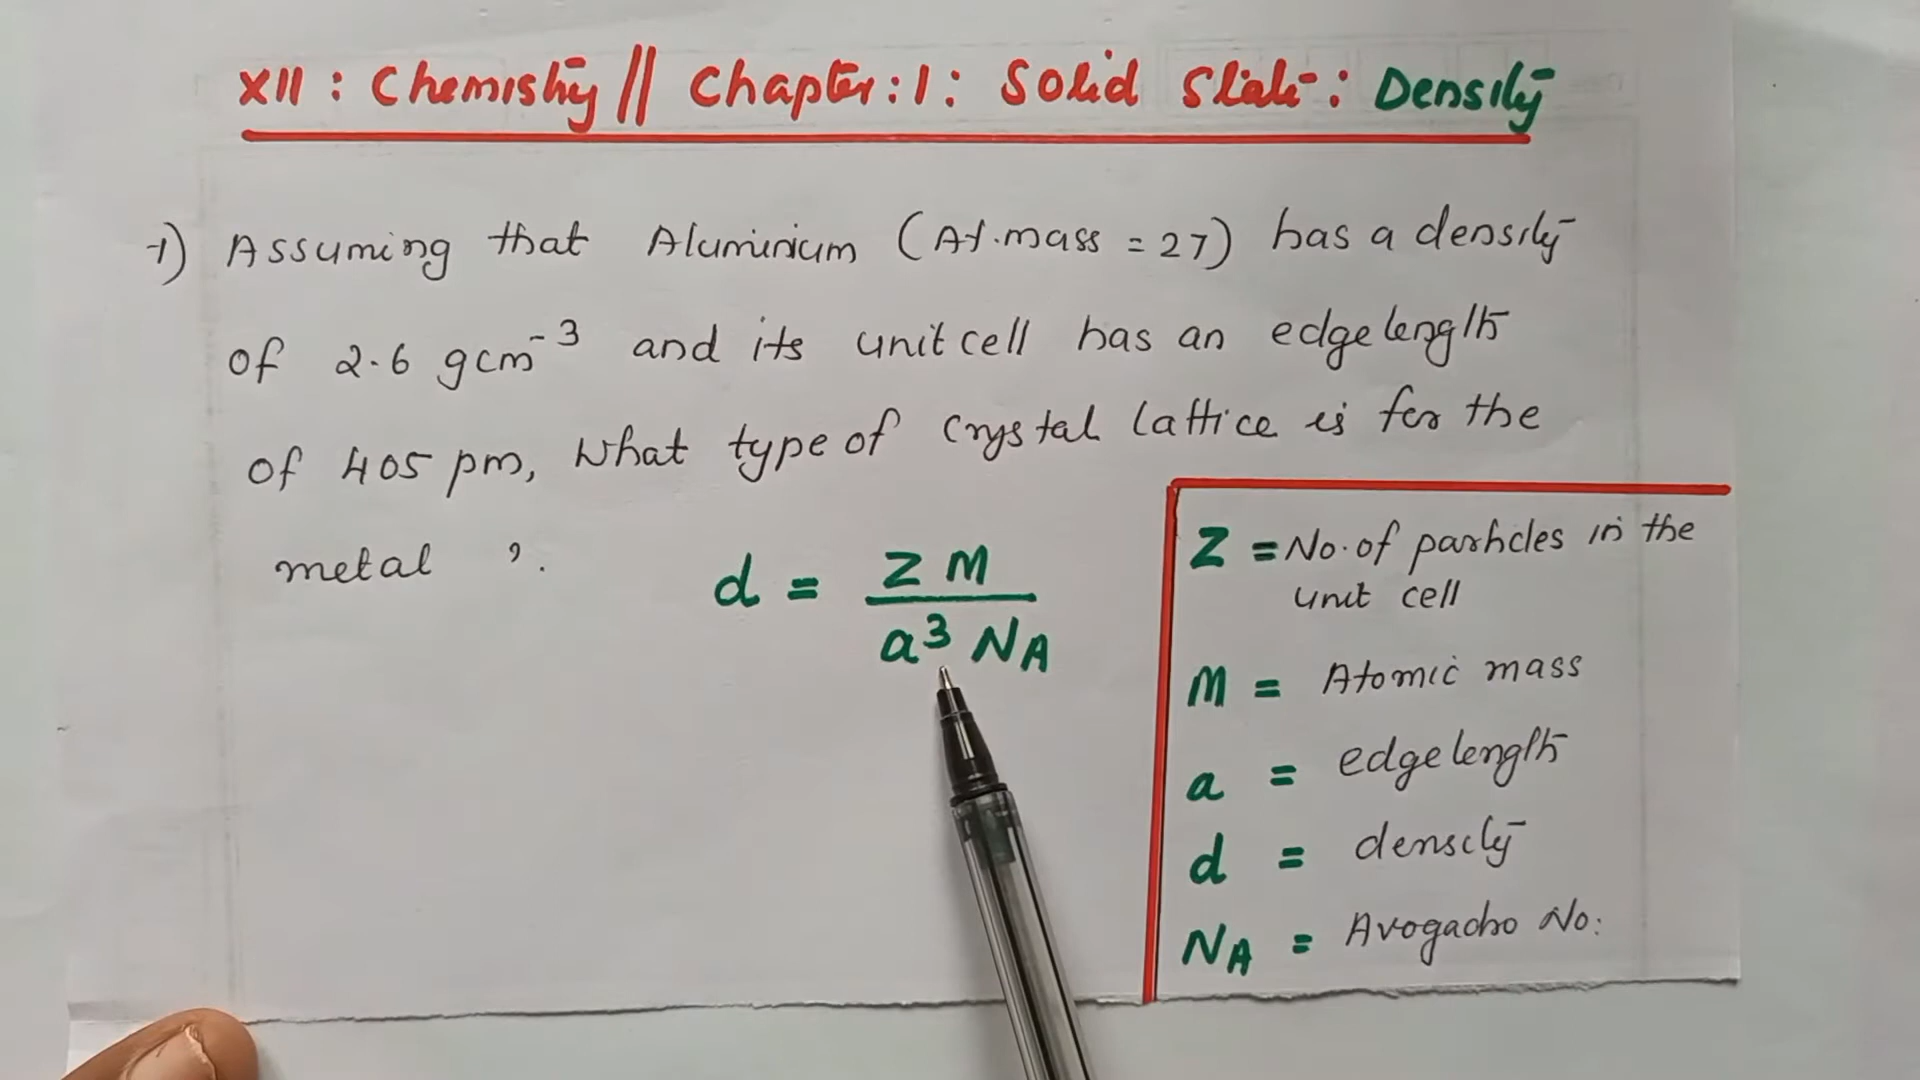 XII : Chemistry // Chapter:1: Solid State: Density
1) Assuming that Aluminium (At.mass = 27) has a density
of 2.6 gcm⁻³ and its unit cell has an edge length
of 405 pm, What type of crystal lattice is for the
metal ?
d = ZM / a³ NA
Z = No. of particles in the
unit cell
M = Atomic mass
a = edge length
d = density
NA = Avogadro No: